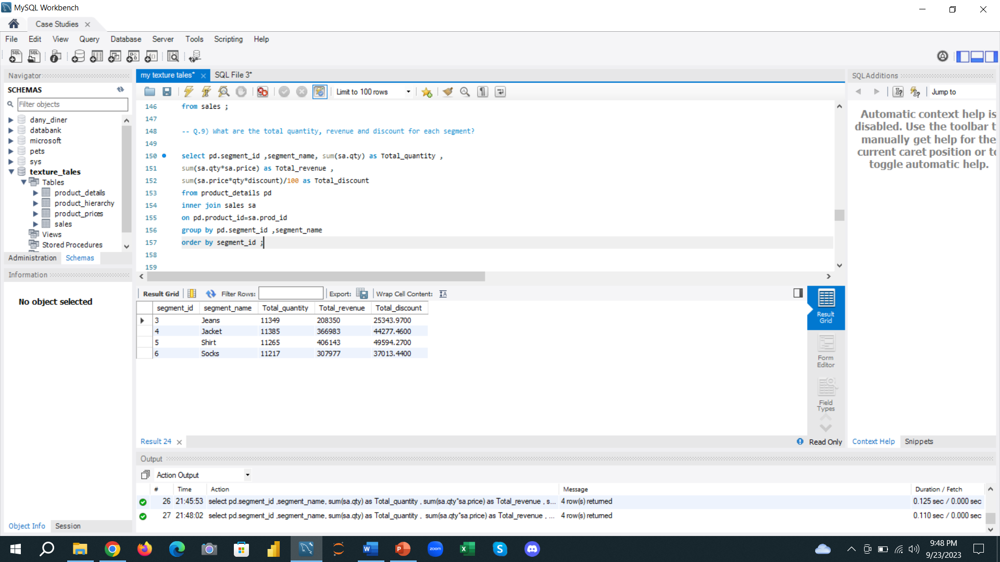 MySQL Workbench
Case Studies
File Edit View Query Database Server Tools Scripting Help
Navigator
SCHEMAS
Filter objects
dany_diner
databank
microsoft
pets
sys
texture_tales
Tables
product_details
product_hierarchy
product_prices
sales
Views
Stored Procedures
Administration Schemas
Information
No object selected
Object Info Session
my texture tales* SQL File 3*
Limit to 100 rows
146 from sales ;
147
148 -- Q.9) What are the total quantity, revenue and discount for each segment?
149
150 select pd.segment_id ,segment_name, sum(sa.qty) as Total_quantity ,
151 sum(sa.qty*sa.price) as Total_revenue ,
152 sum(sa.price*qty*discount)/100 as Total_discount
153 from product_details pd
154 inner join sales sa
155 on pd.product_id=sa.prod_id
156 group by pd.segment_id ,segment_name
157 order by segment_id ;
158
159
Result Grid Filter Rows: Export: Wrap Cell Content:
segment_id segment_name Total_quantity Total_revenue Total_discount
3 Jeans 11349 208350 25343.9700
4 Jacket 11385 366983 44277.4600
5 Shirt 11265 406143 49594.2700
6 Socks 11217 307977 37013.4400
Result
Grid
Form
Editor
Field
Types
Result 24
Read Only
SQLAdditions
Jump to
Automatic context help is
disabled. Use the toolbar t
manually get help for the
current caret position or to
toggle automatic help.
Context Help Snippets
Output
Action Output
# Time Action Message Duration / Fetch
26 21:45:53 select pd.segment_id ,segment_name, sum(sa.qty) as Total_quantity , sum(sa.qty*sa.price) as Total_revenue , s... 4 row(s) returned 0.125 sec / 0.000 sec
27 21:48:02 select pd.segment_id ,segment_name, sum(sa.qty) as Total_quantity , sum(sa.qty*sa.price) as Total_revenue , ... 4 row(s) returned 0.110 sec / 0.000 sec
zoom
9:48 PM
9/23/2023